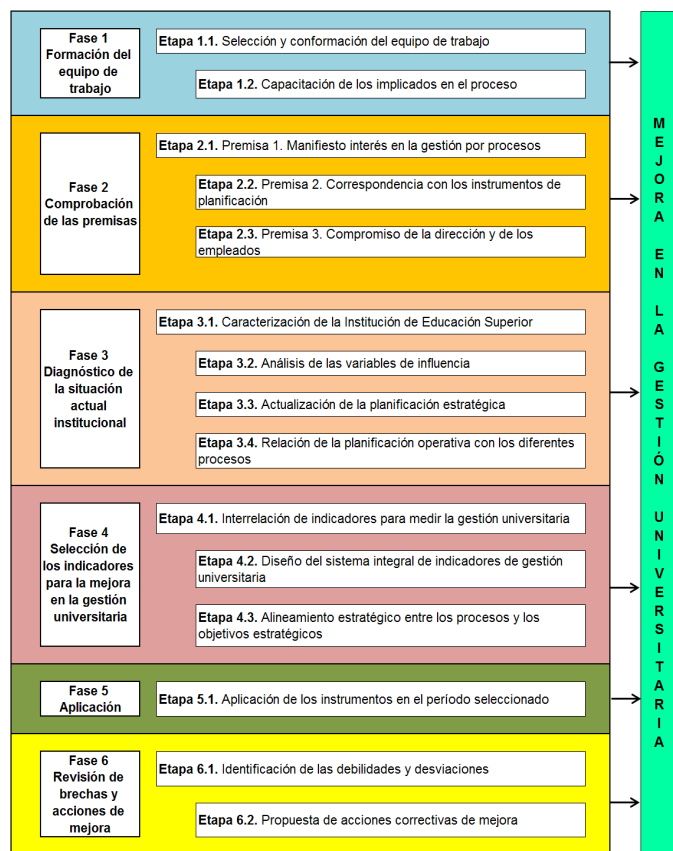 Fase 1
Formación del
equipo de
trabajo
Etapa 1.1. Selección y conformación del equipo de trabajo
Etapa 1.2. Capacitación de los implicados en el proceso
Fase 2
Comprobación
de las premisas
Etapa 2.1. Premisa 1. Manifiesto interés en la gestión por procesos
Etapa 2.2. Premisa 2. Correspondencia con los instrumentos de
planificación
Etapa 2.3. Premisa 3. Compromiso de la dirección y de los
empleados
Fase 3
Diagnóstico de
la situación
actual
institucional
Etapa 3.1. Caracterización de la Institución de Educación Superior
Etapa 3.2. Análisis de las variables de influencia
Etapa 3.3. Actualización de la planificación estratégica
Etapa 3.4. Relación de la planificación operativa con los diferentes
procesos
Fase 4
Selección de
los indicadores
para la mejora
en la gestión
universitaria
Etapa 4.1. Interrelación de indicadores para medir la gestión universitaria
Etapa 4.2. Diseño del sistema integral de indicadores de gestión
universitaria
Etapa 4.3. Alineamiento estratégico entre los procesos y los
objetivos estratégicos
Fase 5
Aplicación
Etapa 5.1. Aplicación de los instrumentos en el período seleccionado
Fase 6
Revisión de
brechas y
acciones de
mejora
Etapa 6.1. Identificación de las debilidades y desviaciones
Etapa 6.2. Propuesta de acciones correctivas de mejora
MEJORA EN LA GESTIÓN UNIVERSITARIA